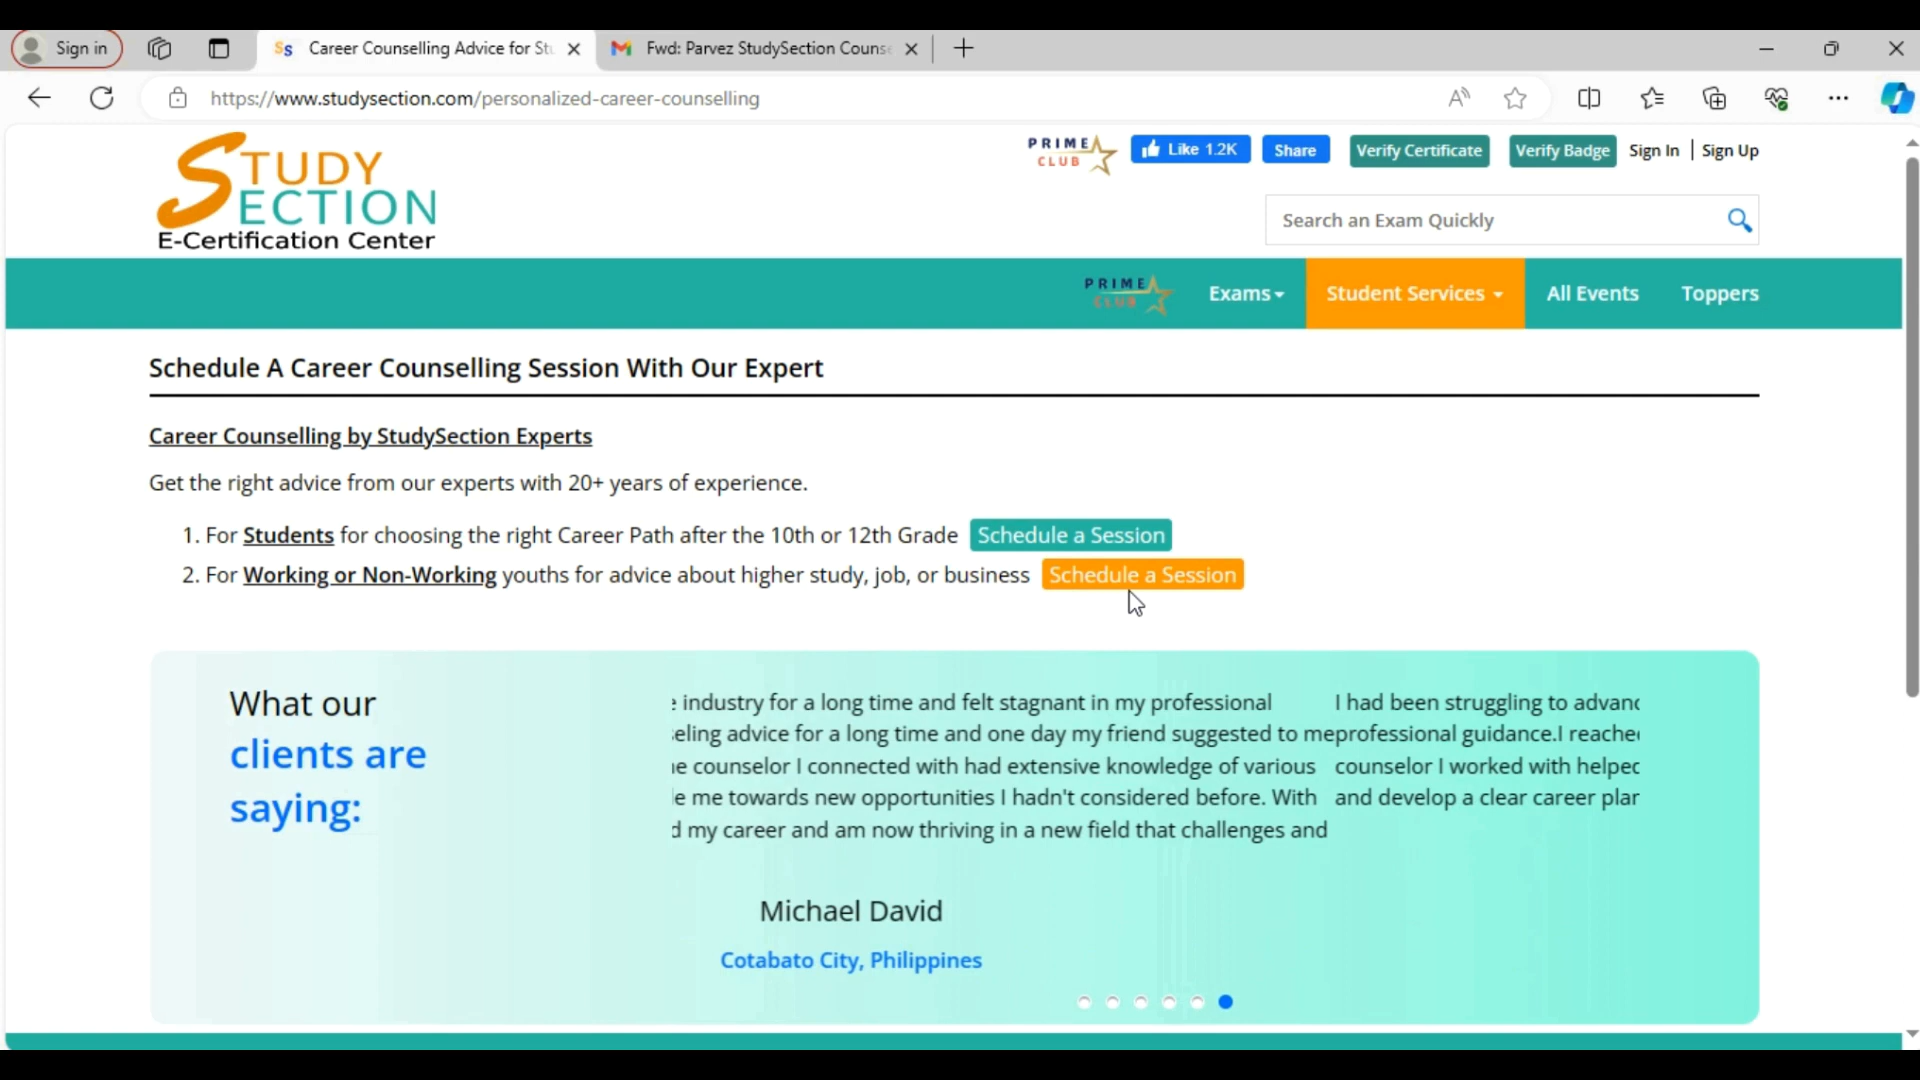 Sign in
Career Counselling Advice for St
Fwd: Parvez StudySection Couns
https://www.studysection.com/personalized-career-counselling
STUDY
SECTION
E-Certification Center
PRIME
CLUB
Like 1.2K
Share
Verify Certificate
Verify Badge
Sign In | Sign Up
Search an Exam Quickly
PRIME
CLUB
Exams
Student Services
All Events
Toppers
Schedule A Career Counselling Session With Our Expert
Career Counselling by StudySection Experts
Get the right advice from our experts with 20+ years of experience.
1. For Students for choosing the right Career Path after the 10th or 12th Grade Schedule a Session
2. For Working or Non-Working youths for advice about higher study, job, or business Schedule a Session
What our
clients are
saying:
industry for a long time and felt stagnant in my professional
eling advice for a long time and one day my friend suggested to me
counselor I connected with had extensive knowledge of various
me towards new opportunities I hadn't considered before. With
my career and am now thriving in a new field that challenges and
I had been struggling to advanc
professional guidance.I reache
counselor I worked with helped
and develop a clear career plan
Michael David
Cotabato City, Philippines